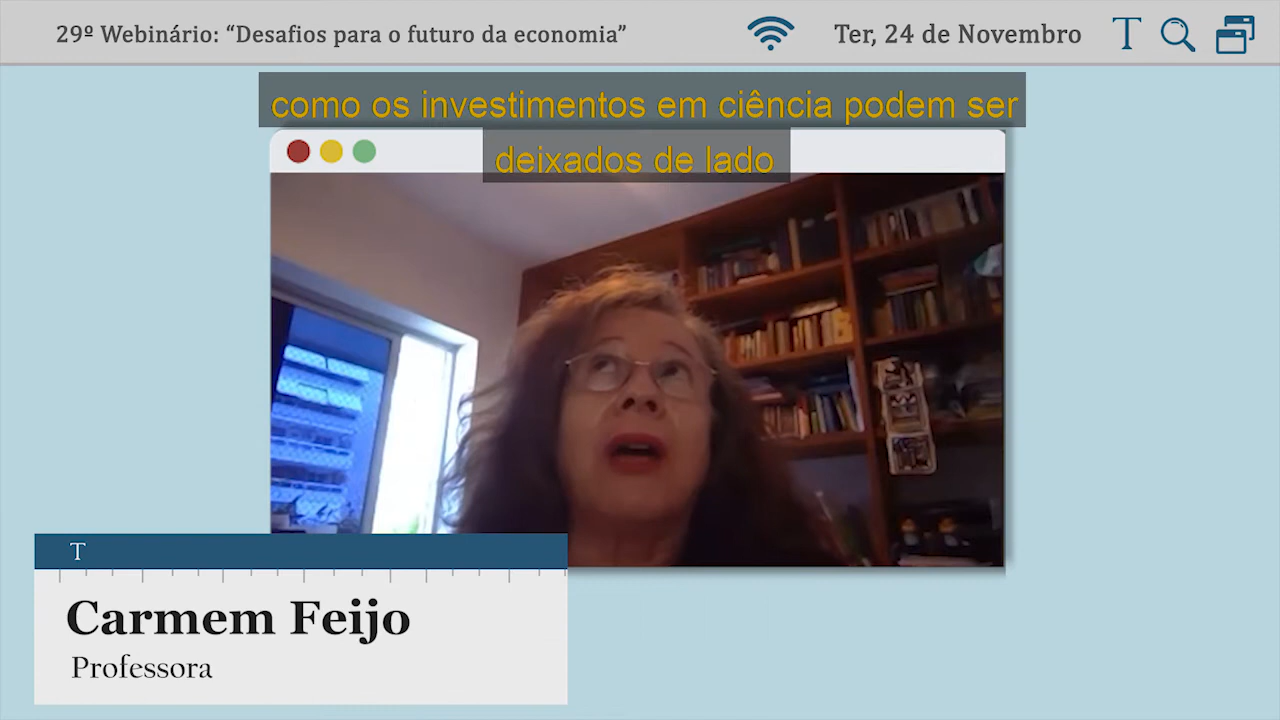 29º Webinário: “Desafios para o futuro da economia”
Ter, 24 de Novembro
T
como os investimentos em ciência podem ser
deixados de lado
T
Carmem Feijo
Professora